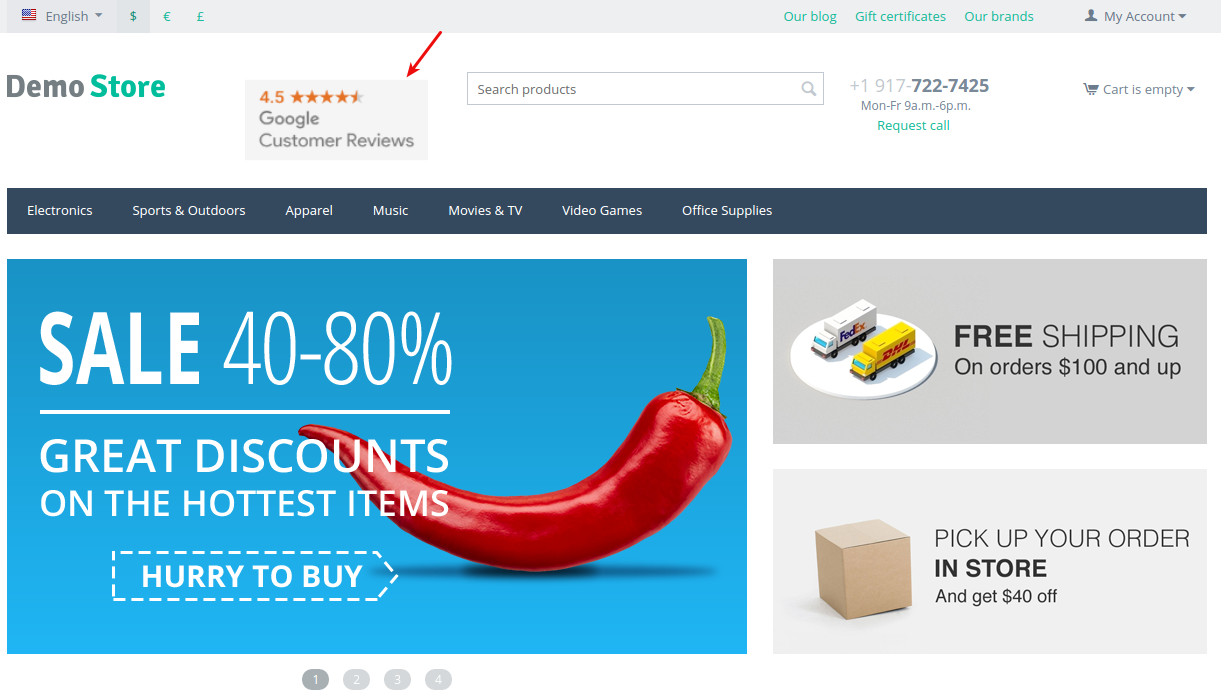 English $ € £ Our blog Gift certificates Our brands My Account
Demo Store
4.5
Google
Customer Reviews
Search products
+1 917-722-7425
Mon-Fr 9a.m.-6p.m.
Request call
Cart is empty
Electronics Sports & Outdoors Apparel Music Movies & TV Video Games Office Supplies
SALE 40-80%
GREAT DISCOUNTS
ON THE HOTTEST ITEMS
HURRY TO BUY
FedEx
DHL
FREE SHIPPING
On orders $100 and up
PICK UP YOUR ORDER
IN STORE
And get $40 off
1 2 3 4